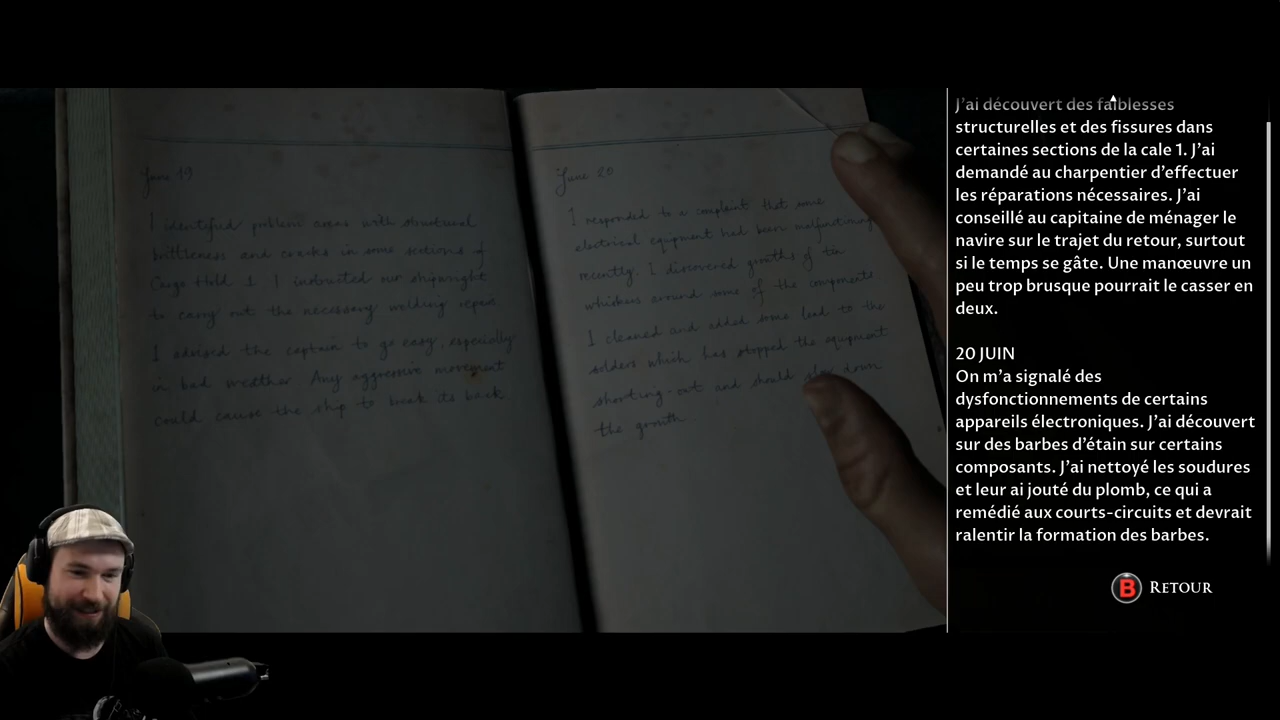 June 19
I identified problem areas with structural
brittleness and cracks in some sections of
Cargo Hold 1. I instructed our shipwright
to carry out the necessary welding repairs.
I advised the captain to go easy, especially
in bad weather. Any aggressive movement
could cause the ship to break its back.
June 20
I responded to a complaint that some
electrical equipment had been malfunctioning
recently. I discovered growths of tin
whiskers around some of the components.
I cleaned and added some lead to the
solders which has stopped the equipment
shorting-out and should slow down
the growth.
J'ai découvert des faiblesses
structurelles et des fissures dans
certaines sections de la cale 1. J'ai
demandé au charpentier d'effectuer
les réparations nécessaires. J'ai
conseillé au capitaine de ménager le
navire sur le trajet du retour, surtout
si le temps se gâte. Une manœuvre un
peu trop brusque pourrait le casser en
deux.
20 JUIN
On m'a signalé des
dysfonctionnements de certains
appareils électroniques. J'ai découvert
sur des barbes d'étain sur certains
composants. J'ai nettoyé les soudures
et leur ai jouté du plomb, ce qui a
remédié aux courts-circuits et devrait
ralentir la formation des barbes.
B RETOUR